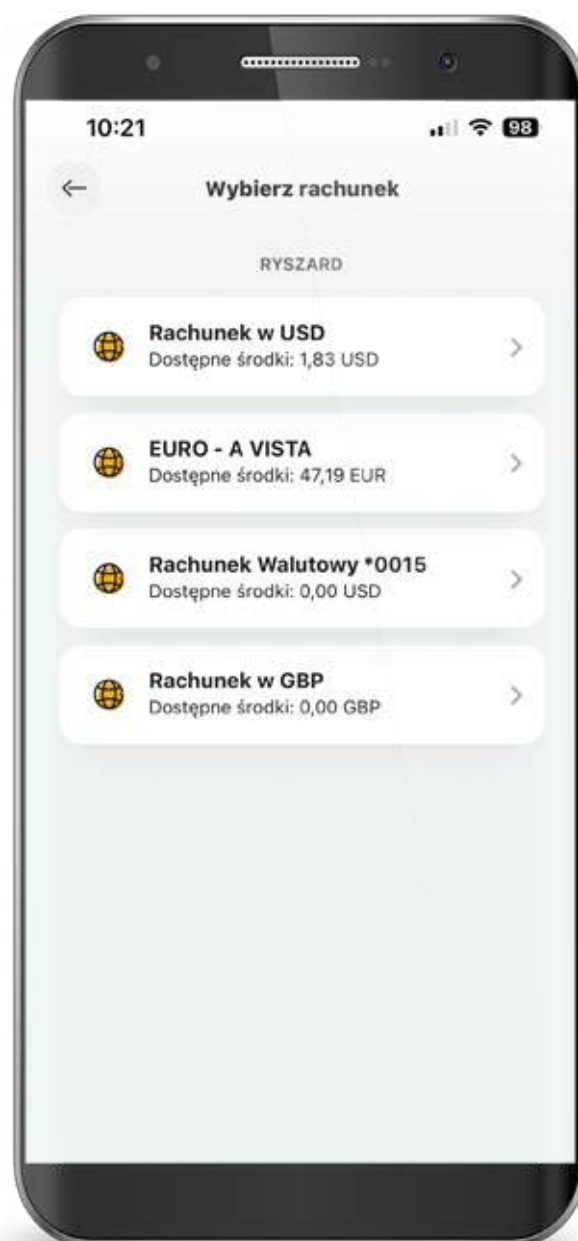 10:21
98
Wybierz rachunek
RYSZARD
Rachunek w USD
Dostępne środki: 1,83 USD
EURO - A VISTA
Dostępne środki: 47,19 EUR
Rachunek Walutowy *0015
Dostępne środki: 0,00 USD
Rachunek w GBP
Dostępne środki: 0,00 GBP